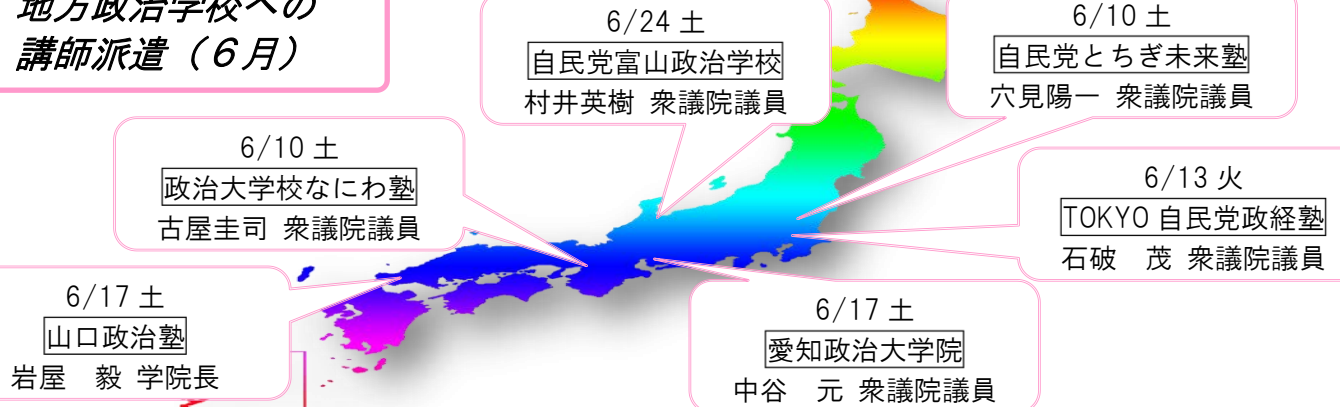 地方政治学校への
講師派遣(６月)
6/24 土
自民党富山政治学校
村井英樹 衆議院議員
6/10 土
自民党とちぎ未来塾
穴見陽一 衆議院議員
6/10 土
政治大学校なにわ塾
古屋圭司 衆議院議員
6/13 火
TOKYO 自民党政経塾
石破　茂 衆議院議員
6/17 土
山口政治塾
岩屋　毅 学院長
6/17 土
愛知政治大学院
中谷　元 衆議院議員